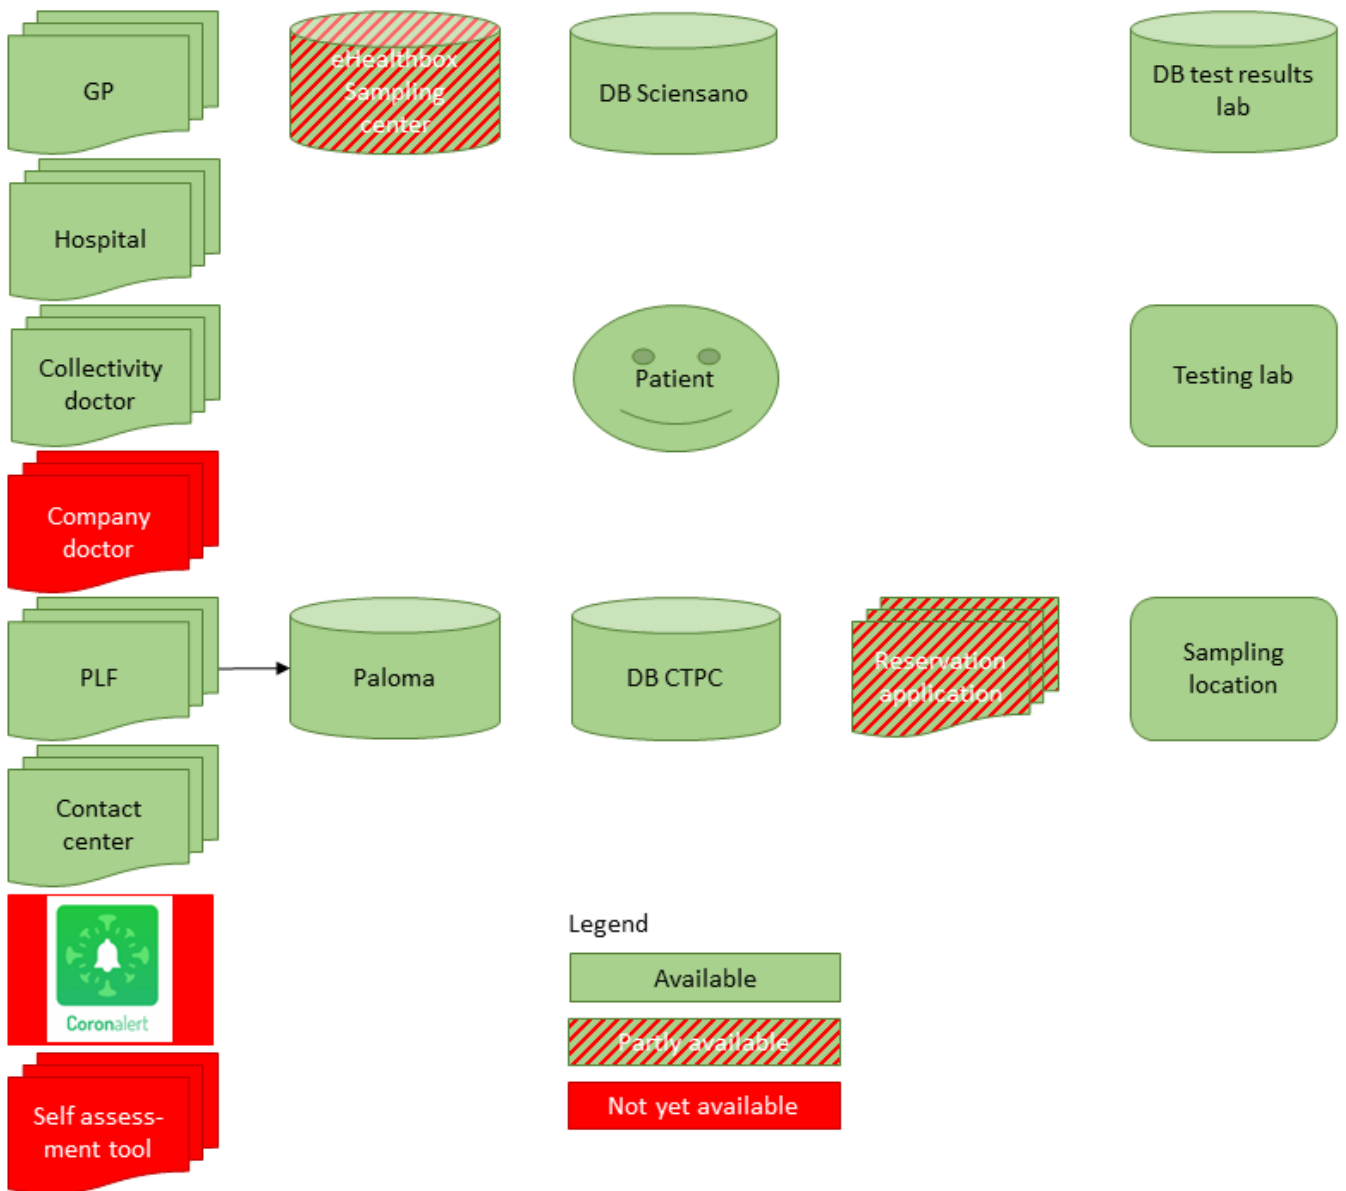 GP
eHealthbox
Sampling
center
DB Sciensano
DB test results
lab
Hospital
Collectivity
doctor
Patient
Testing lab
Company
doctor
PLF
Paloma
DB CTPC
Reservation
application
Sampling
location
Contact
center
Coronalert
Self assess-
ment tool
Legend
Available
Partly available
Not yet available